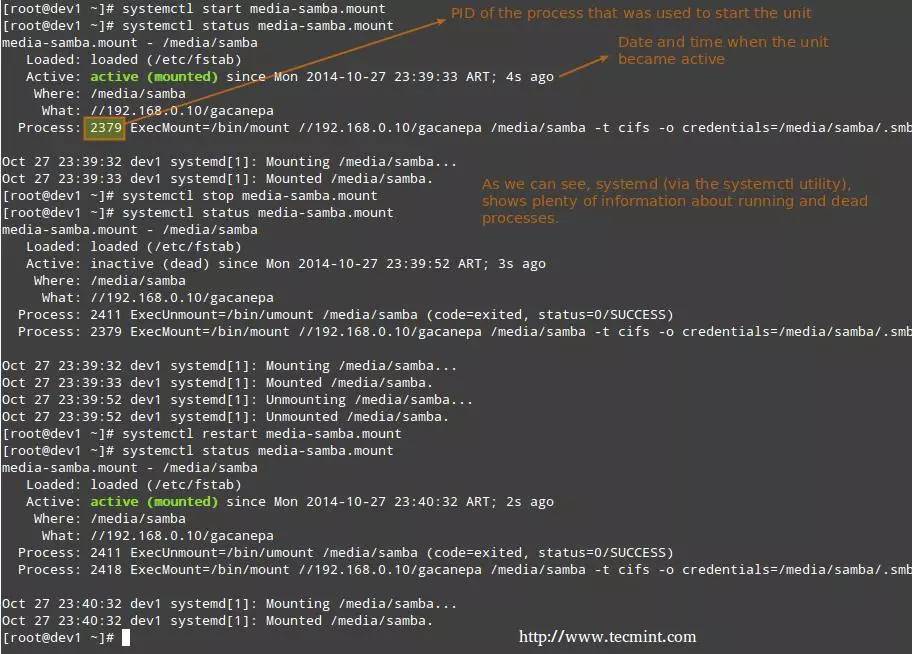 [root@dev1 ~]# systemctl start media-samba.mount
PID of the process that was used to start the unit
[root@dev1 ~]# systemctl status media-samba.mount
media-samba.mount - /media/samba
Date and time when the unit
became active
Loaded: loaded (/etc/fstab)
Active: active (mounted) since Mon 2014-10-27 23:39:33 ART; 4s ago
Where: /media/samba
What: //192.168.0.10/gacanepa
Process: 2379 ExecMount=/bin/mount //192.168.0.10/gacanepa /media/samba -t cifs -o credentials=/media/samba/.smb
Oct 27 23:39:32 dev1 systemd[1]: Mounting /media/samba...
Oct 27 23:39:33 dev1 systemd[1]: Mounted /media/samba.
As we can see, systemd (via the systemctl utility),
shows plenty of information about running and dead
processes.
[root@dev1 ~]# systemctl stop media-samba.mount
[root@dev1 ~]# systemctl status media-samba.mount
media-samba.mount - /media/samba
Loaded: loaded (/etc/fstab)
Active: inactive (dead) since Mon 2014-10-27 23:39:52 ART; 3s ago
Where: /media/samba
What: //192.168.0.10/gacanepa
Process: 2411 ExecUnmount=/bin/umount /media/samba (code=exited, status=0/SUCCESS)
Process: 2379 ExecMount=/bin/mount //192.168.0.10/gacanepa /media/samba -t cifs -o credentials=/media/samba/.smb
Oct 27 23:39:32 dev1 systemd[1]: Mounting /media/samba...
Oct 27 23:39:33 dev1 systemd[1]: Mounted /media/samba.
Oct 27 23:39:52 dev1 systemd[1]: Unmounting /media/samba...
Oct 27 23:39:52 dev1 systemd[1]: Unmounted /media/samba.
[root@dev1 ~]# systemctl restart media-samba.mount
[root@dev1 ~]# systemctl status media-samba.mount
media-samba.mount - /media/samba
Loaded: loaded (/etc/fstab)
Active: active (mounted) since Mon 2014-10-27 23:40:32 ART; 2s ago
Where: /media/samba
What: //192.168.0.10/gacanepa
Process: 2411 ExecUnmount=/bin/umount /media/samba (code=exited, status=0/SUCCESS)
Process: 2418 ExecMount=/bin/mount //192.168.0.10/gacanepa /media/samba -t cifs -o credentials=/media/samba/.smb
Oct 27 23:40:32 dev1 systemd[1]: Mounting /media/samba...
Oct 27 23:40:32 dev1 systemd[1]: Mounted /media/samba.
[root@dev1 ~]#
http://www.tecmint.com